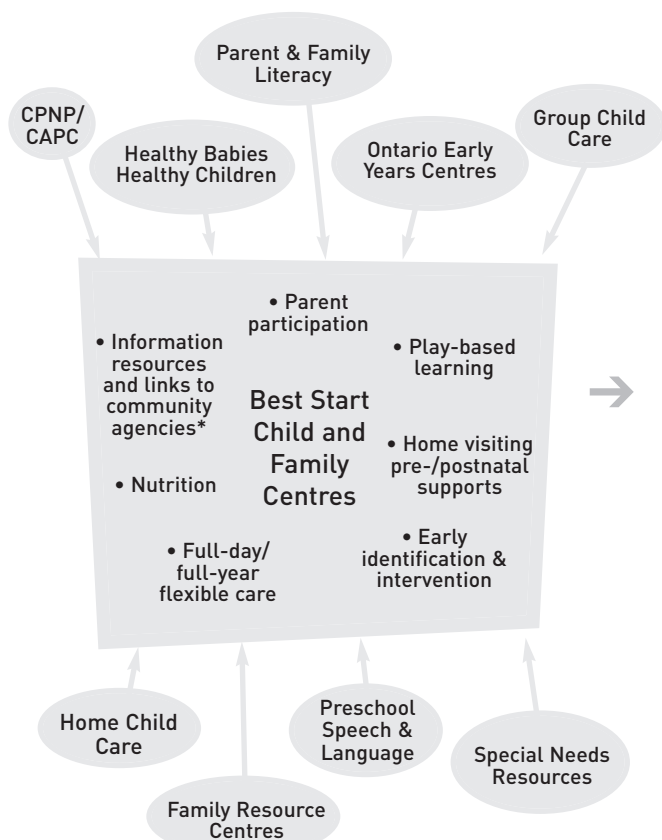 Parent & Family
Literacy
CPNP/
CAPC
Healthy Babies
Healthy Children
Ontario Early
Years Centres
Group Child
Care
• Parent
participation
• Information
resources
and links to
community
agencies*
• Play-based
learning
Best Start
Child and
Family
Centres
• Home visiting
pre-/postnatal
supports
• Nutrition
• Early
identification &
intervention
• Full-day/
full-year
flexible care
Home Child
Care
Family Resource
Centres
Preschool
Speech &
Language
Special Needs
Resources